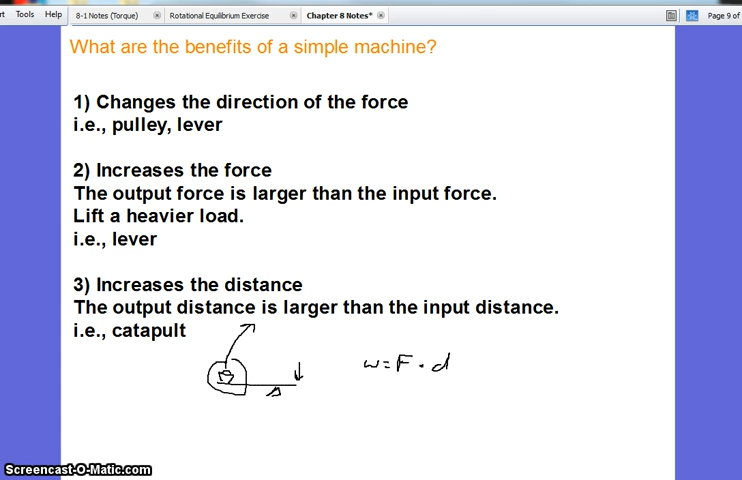 rt Tools Help 8-1 Notes (Torque) Rotational Equilibrium Exercise Chapter 8 Notes* Page 9 of
What are the benefits of a simple machine?
1) Changes the direction of the force
i.e., pulley, lever
2) Increases the force
The output force is larger than the input force.
Lift a heavier load.
i.e., lever
3) Increases the distance
The output distance is larger than the input distance.
i.e., catapult
w = F · d
Screencast-O-Matic.com